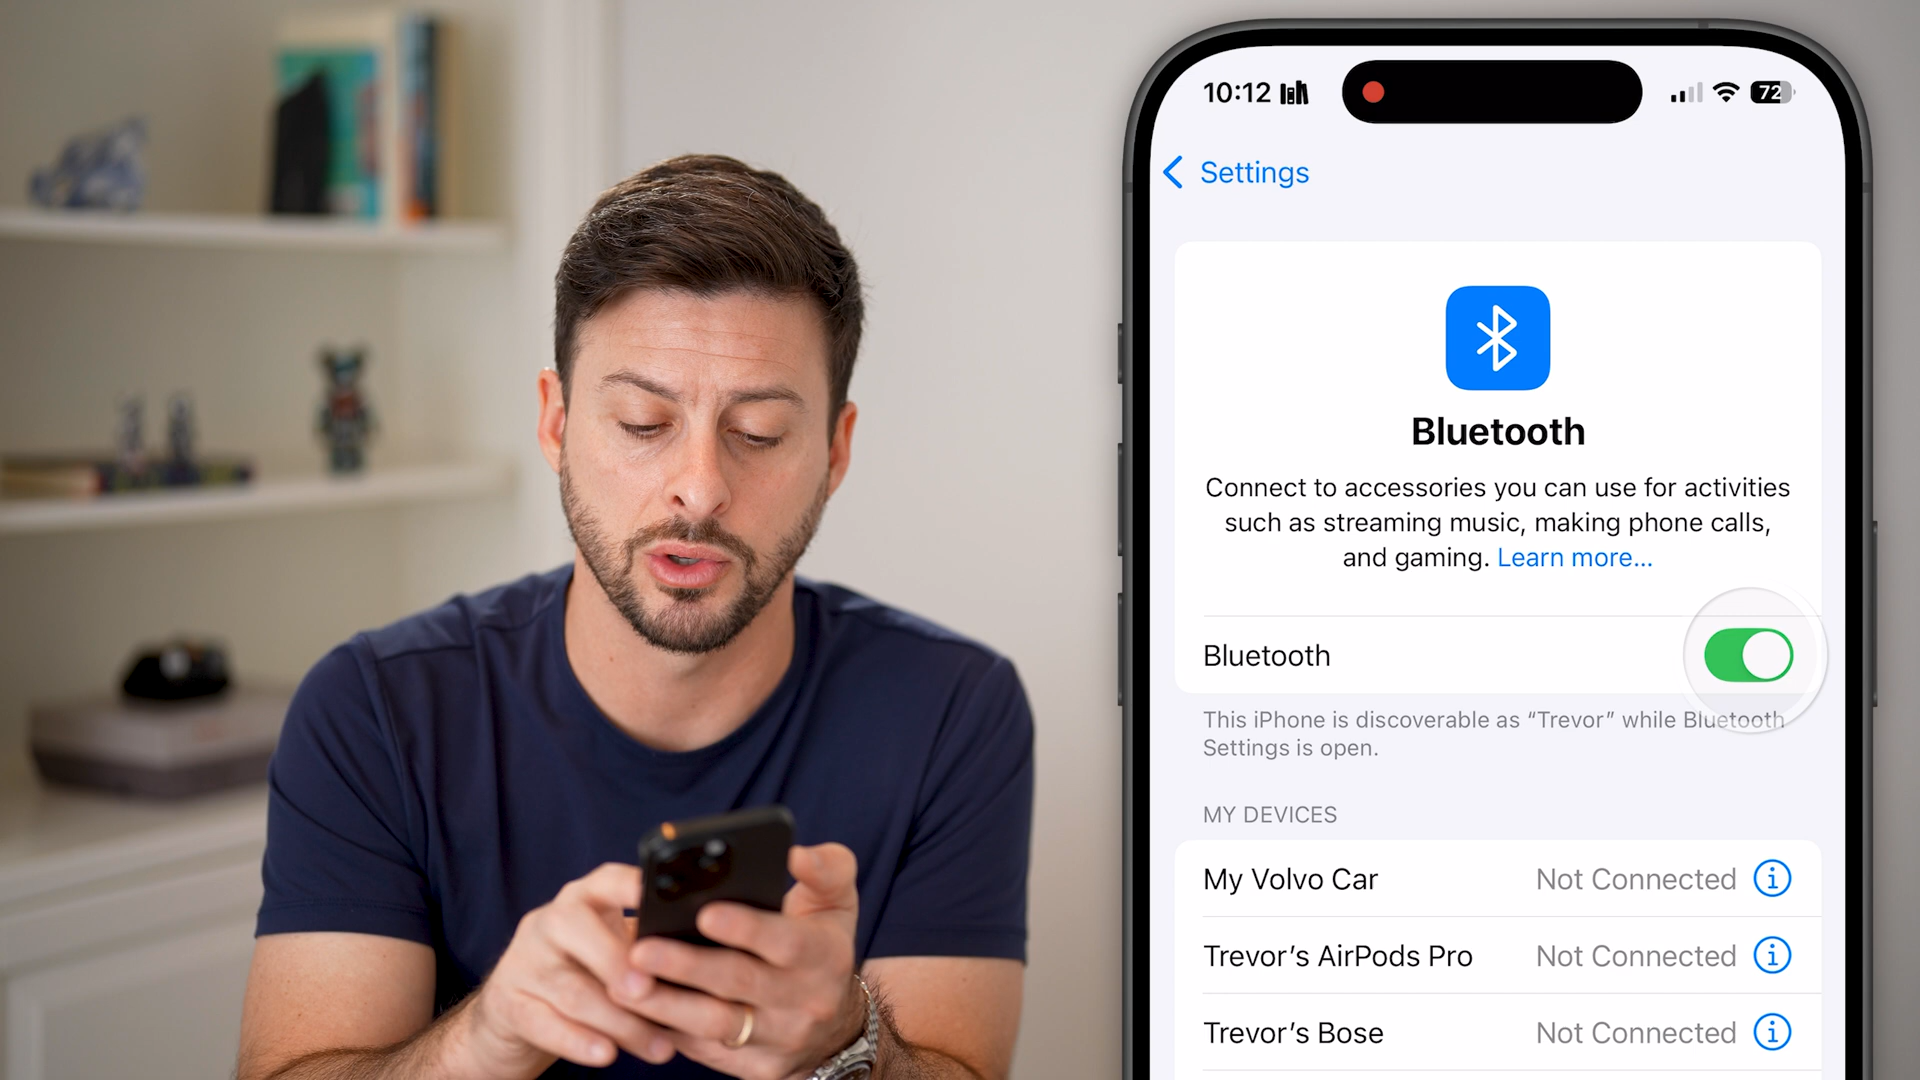 10:12
72
Settings
Bluetooth
Connect to accessories you can use for activities
such as streaming music, making phone calls,
and gaming. Learn more...
Bluetooth
This iPhone is discoverable as “Trevor” while Bluetooth
Settings is open.
MY DEVICES
My Volvo Car Not Connected
Trevor’s AirPods Pro Not Connected
Trevor’s Bose Not Connected